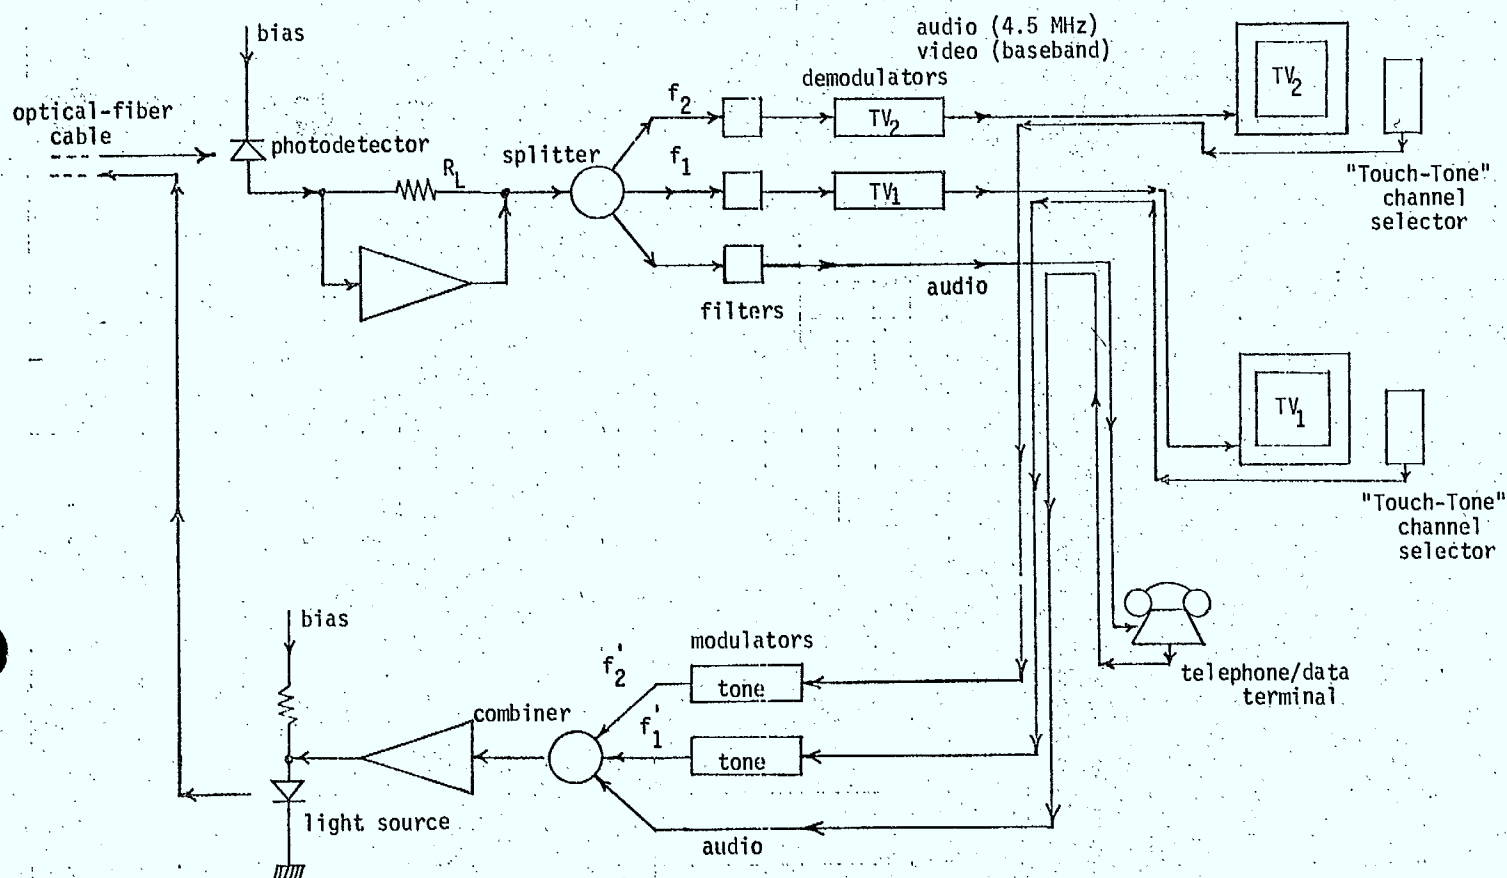 audio (4.5 MHz)
video (baseband)
bias
demodulators
TV2
optical-fiber
cable
f2
TV2
photodetector
splitter
f1
RL
TV1
"Touch-Tone"
channel
selector
audio
filters
TV1
"Touch-Tone"
channel
selector
bias
modulators
f2'
tone
telephone/data
terminal
combiner
f1'
tone
light source
audio